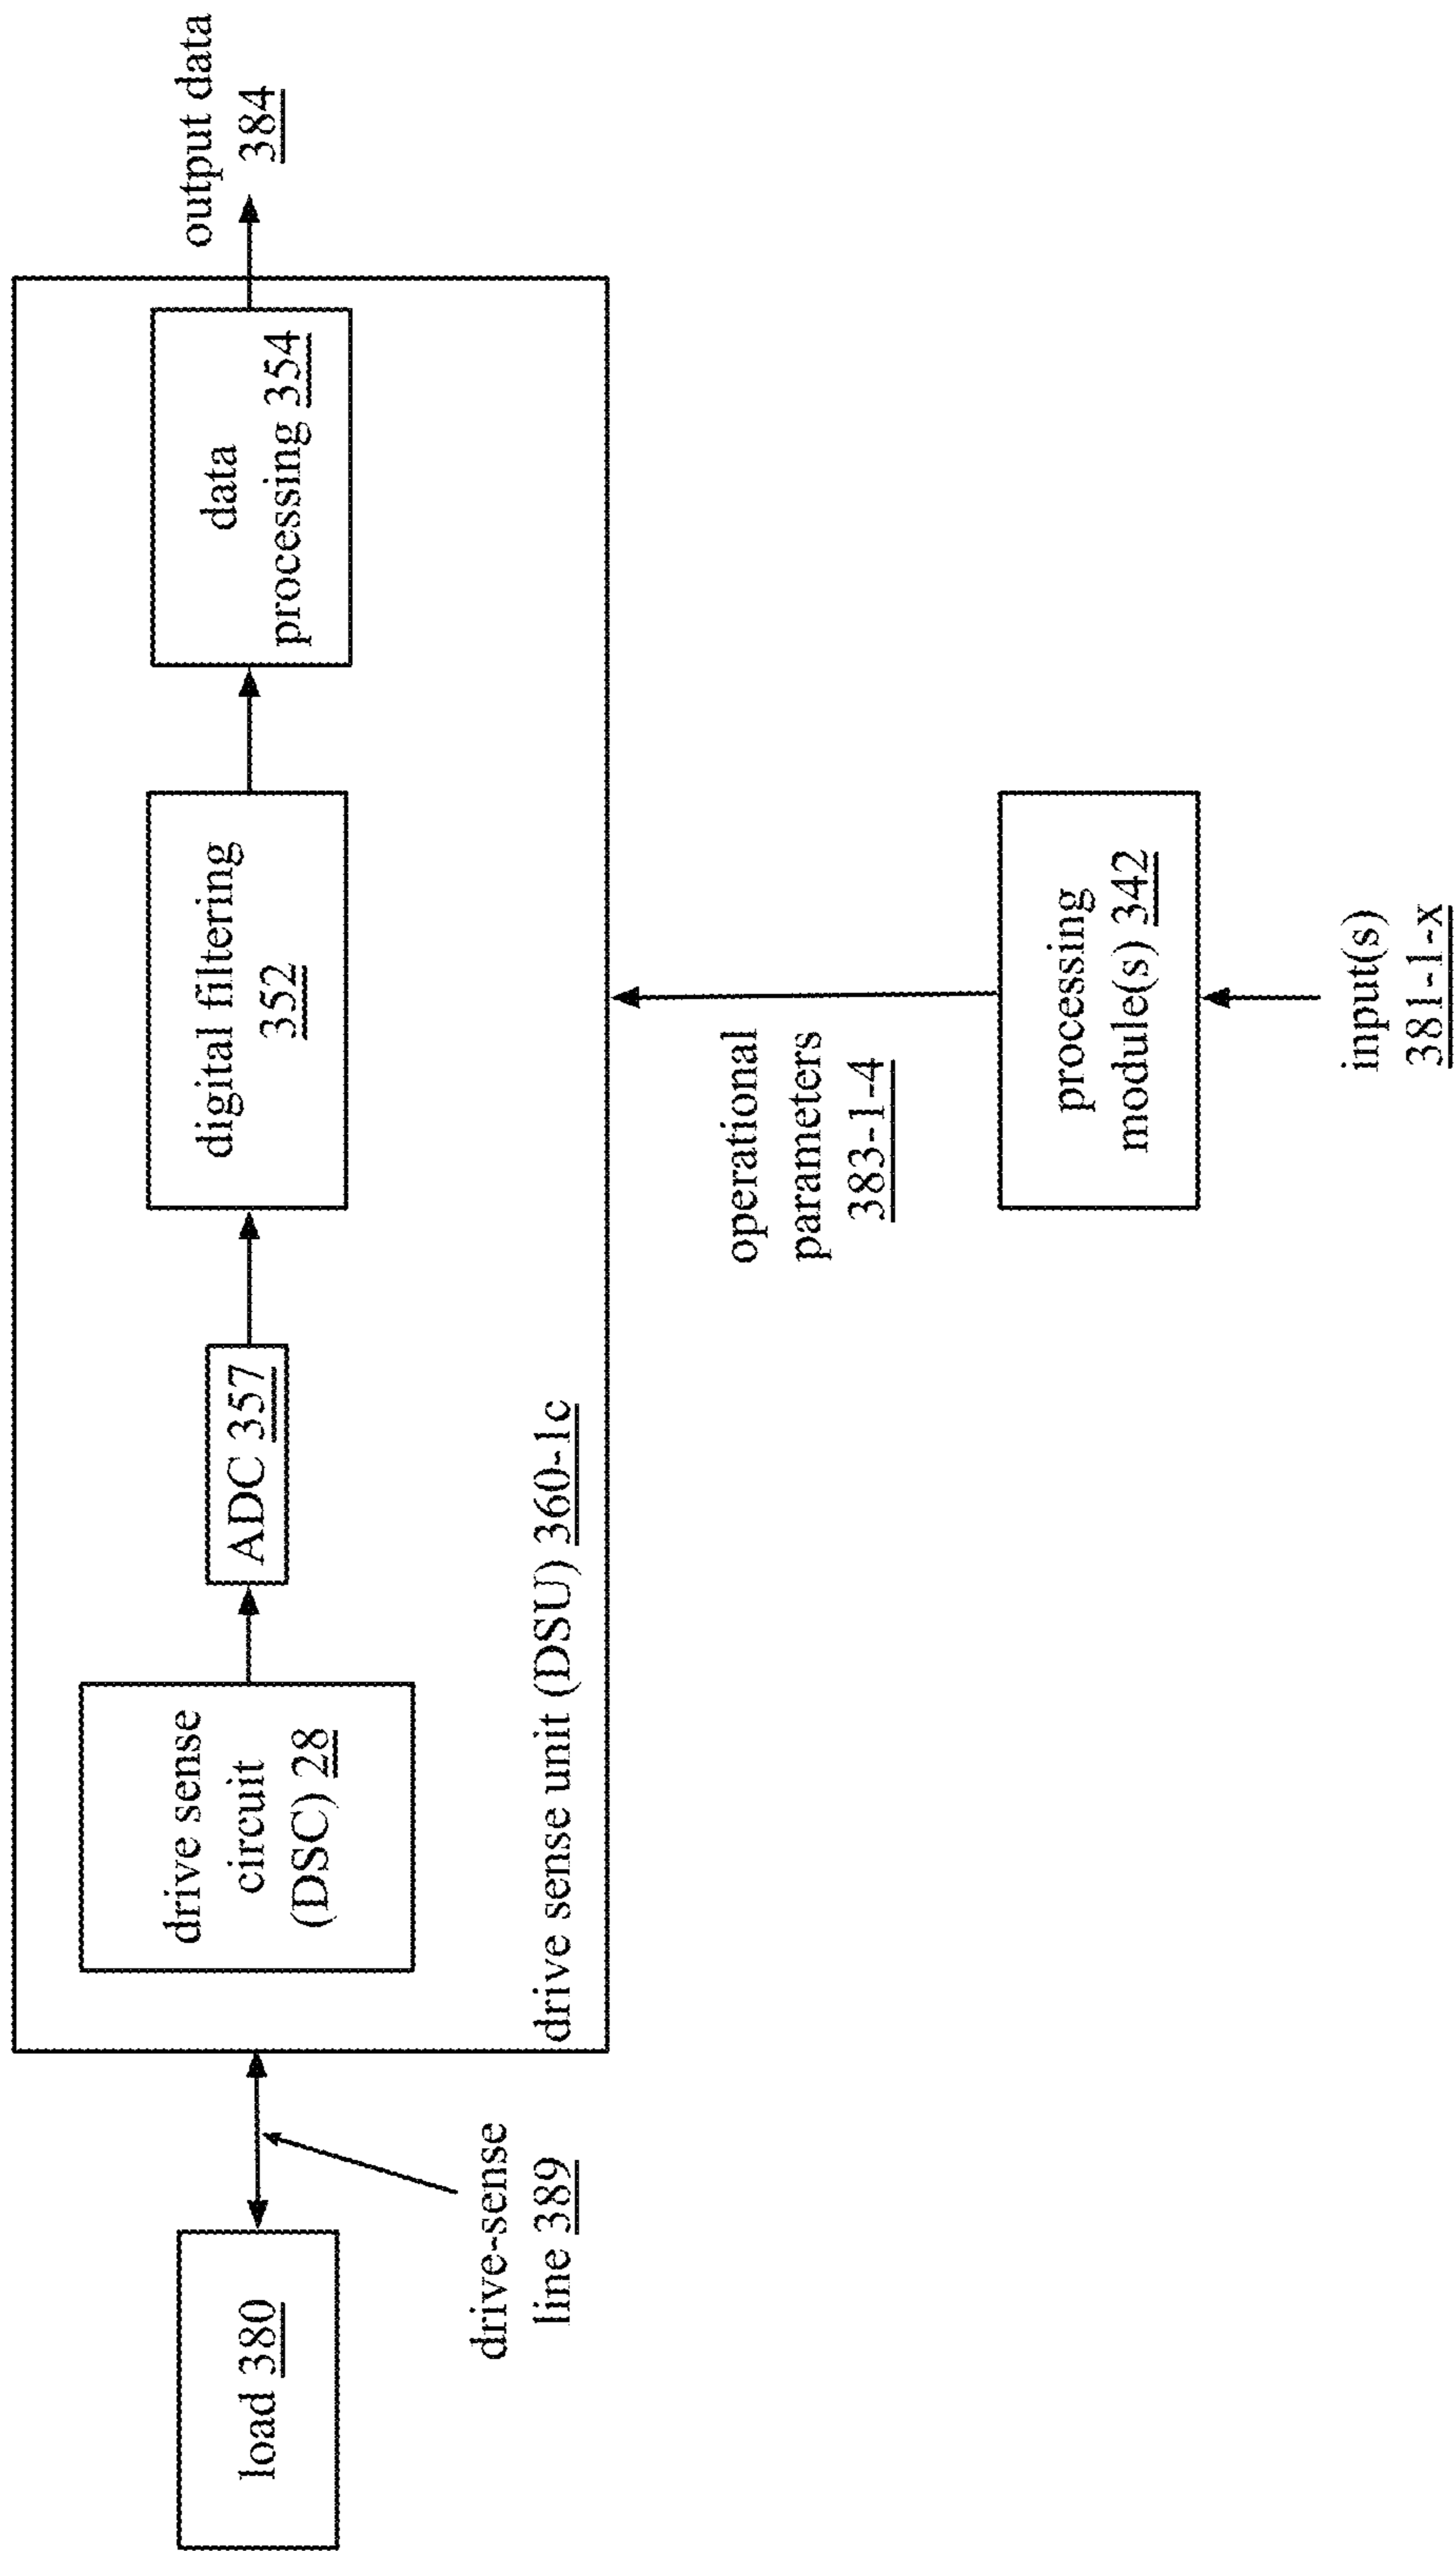 load 380
drive-sense
line 389
drive sense
circuit
(DSC) 28
ADC 357
digital filtering
352
data
processing 354
output data
384
drive sense unit (DSU) 360-1c
operational
parameters
383-1-4
processing
module(s) 342
input(s)
381-1-x